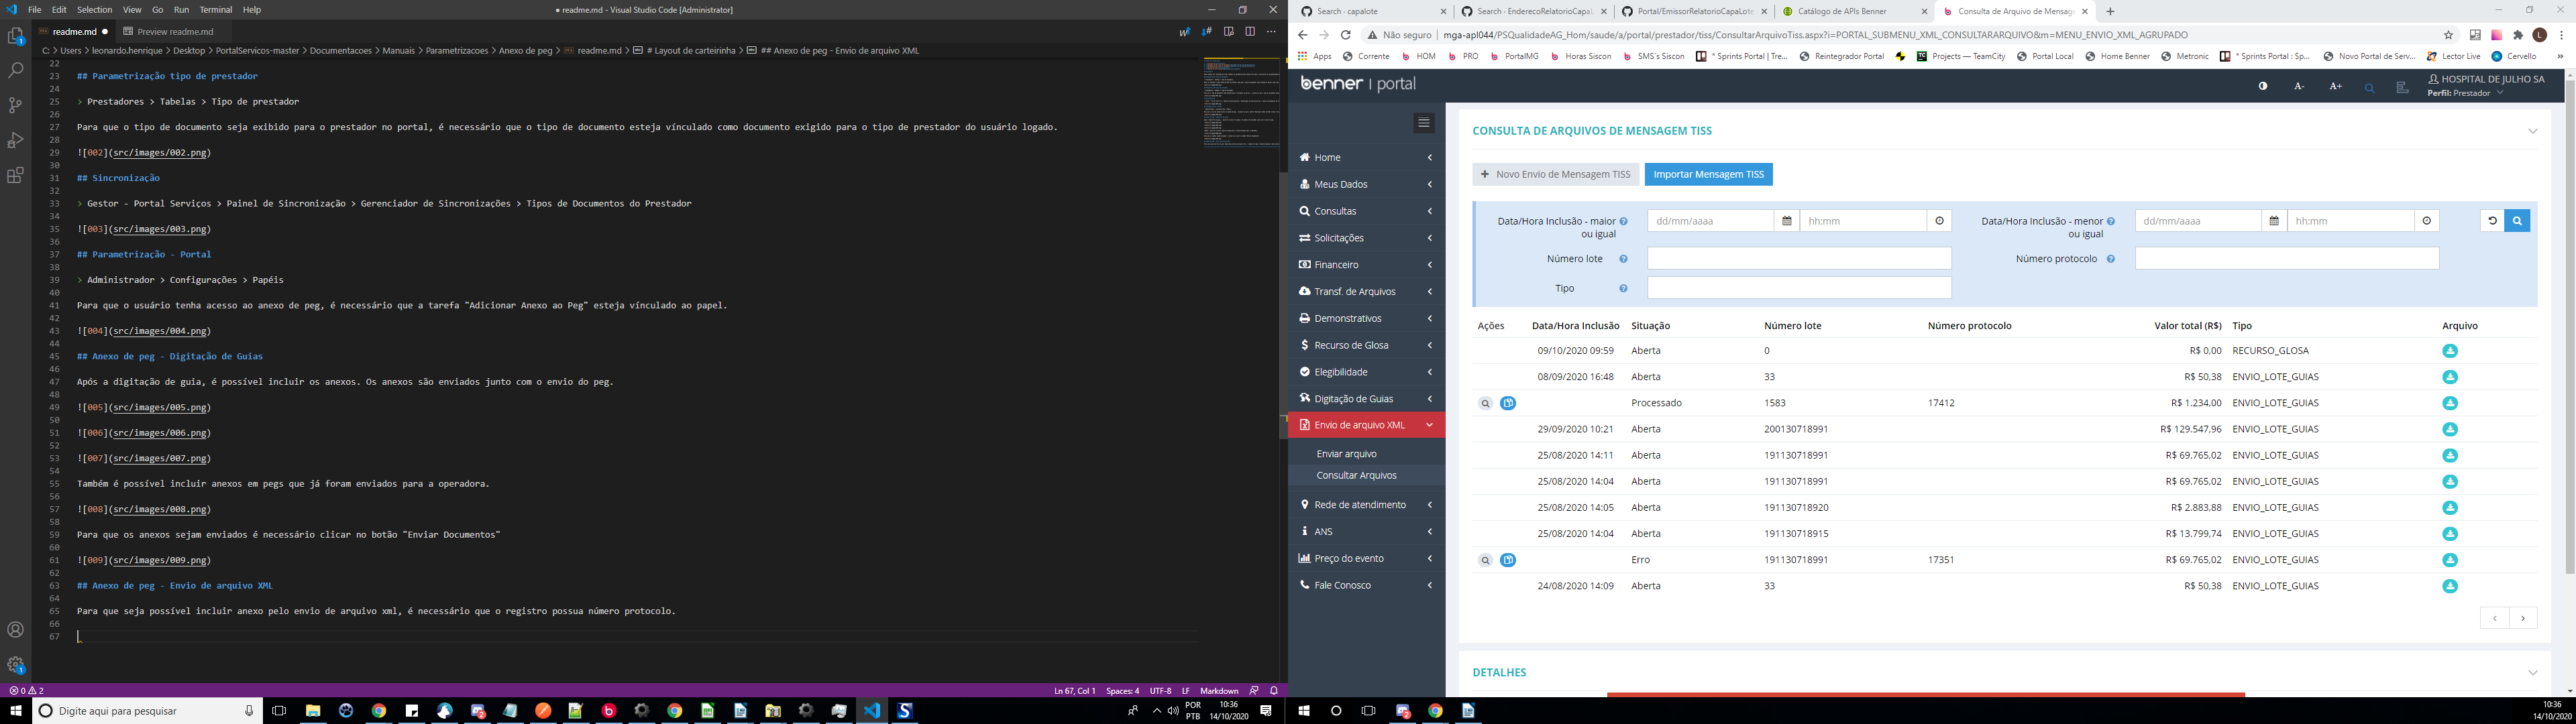 File Edit Selection View Go Run Terminal Help
● readme.md - Visual Studio Code [Administrator]
readme.md ●
Preview readme.md
C: > Users > leonardo.henrique > Desktop > PortalServicos-master > Documentacoes > Manuais > Parametrizacoes > Anexo de peg > readme.md > # Layout de carteirinha > ## Anexo de peg - Envio de arquivo XML
22
23 ## Parametrização tipo de prestador
24
25 > Prestadores > Tabelas > Tipo de prestador
26
27 Para que o tipo de documento seja exibido para o prestador no portal, é necessário que o tipo de documento esteja vínculado como documento exigido para o tipo de prestador do usuário logado.
28
29 ![002](src/images/002.png)
30
31 ## Sincronização
32
33 > Gestor - Portal Serviços > Painel de Sincronização > Gerenciador de Sincronizações > Tipos de Documentos do Prestador
34
35 ![003](src/images/003.png)
36
37 ## Parametrização - Portal
38
39 > Administrador > Configurações > Papéis
40
41 Para que o usuário tenha acesso ao anexo de peg, é necessário que a tarefa "Adicionar Anexo ao Peg" esteja vínculado ao papel.
42
43 ![004](src/images/004.png)
44
45 ## Anexo de peg - Digitação de Guias
46
47 Após a digitação de guia, é possível incluir os anexos. Os anexos são enviados junto com o envio do peg.
48
49 ![005](src/images/005.png)
50
51 ![006](src/images/006.png)
52
53 ![007](src/images/007.png)
54
55 Também é possível incluir anexos em pegs que já foram enviados para a operadora.
56
57 ![008](src/images/008.png)
58
59 Para que os anexos sejam enviados é necessário clicar no botão "Enviar Documentos"
60
61 ![009](src/images/009.png)
62
63 ## Anexo de peg - Envio de arquivo XML
64
65 Para que seja possível incluir anexo pelo envio de arquivo xml, é necessário que o registro possua número protocolo.
66
67
0 2
Ln 67, Col 1 Spaces: 4 UTF-8 LF Markdown
Digite aqui para pesquisar
POR
PTB
10:36
14/10/2020
Search · capalote
Search · EnderecoRelatorioCapaL
Portal/EmissorRelatorioCapaLote
Catálogo de APIs Benner
Consulta de Arquivo de Mensag
Não seguro | mga-apl044/PSQualidadeAG_Hom/saude/a/portal/prestador/tiss/ConsultarArquivoTiss.aspx?i=PORTAL_SUBMENU_XML_CONSULTARARQUIVO&m=MENU_ENVIO_XML_AGRUPADO
Apps Corrente HOM PRO PortalMG Horas Siscon SMS´s Siscon * Sprints Portal | Tre... Reintegrador Portal Projects — TeamCity Portal Local Home Benner Metronic * Sprints Portal : Sp... Novo Portal de Serv... Lector Live Cervello »
benner | portal
A- A+
HOSPITAL DE JULHO SA
Perfil: Prestador
Home
Meus Dados
Consultas
Solicitações
Financeiro
Transf. de Arquivos
Demonstrativos
Recurso de Glosa
Elegibilidade
Digitação de Guias
Envio de arquivo XML
Enviar arquivo
Consultar Arquivos
Rede de atendimento
ANS
Preço do evento
Fale Conosco
CONSULTA DE ARQUIVOS DE MENSAGEM TISS
+ Novo Envio de Mensagem TISS
Importar Mensagem TISS
Data/Hora Inclusão - maior ou igual dd/mm/aaaa hh:mm
Data/Hora Inclusão - menor ou igual dd/mm/aaaa hh:mm
Número lote
Número protocolo
Tipo
Ações Data/Hora Inclusão Situação Número lote Número protocolo Valor total (R$) Tipo Arquivo
09/10/2020 09:59 Aberta 0 R$ 0,00 RECURSO_GLOSA
08/09/2020 16:48 Aberta 33 R$ 50,38 ENVIO_LOTE_GUIAS
Processado 1583 17412 R$ 1.234,00 ENVIO_LOTE_GUIAS
29/09/2020 10:21 Aberta 200130718991 R$ 129.547,96 ENVIO_LOTE_GUIAS
25/08/2020 14:11 Aberta 191130718991 R$ 69.765,02 ENVIO_LOTE_GUIAS
25/08/2020 14:04 Aberta 191130718991 R$ 69.765,02 ENVIO_LOTE_GUIAS
25/08/2020 14:05 Aberta 191130718920 R$ 2.883,88 ENVIO_LOTE_GUIAS
25/08/2020 14:04 Aberta 191130718915 R$ 13.799,74 ENVIO_LOTE_GUIAS
Erro 191130718991 17351 R$ 69.765,02 ENVIO_LOTE_GUIAS
24/08/2020 14:09 Aberta 33 R$ 50,38 ENVIO_LOTE_GUIAS
DETALHES
10:36
14/10/2020